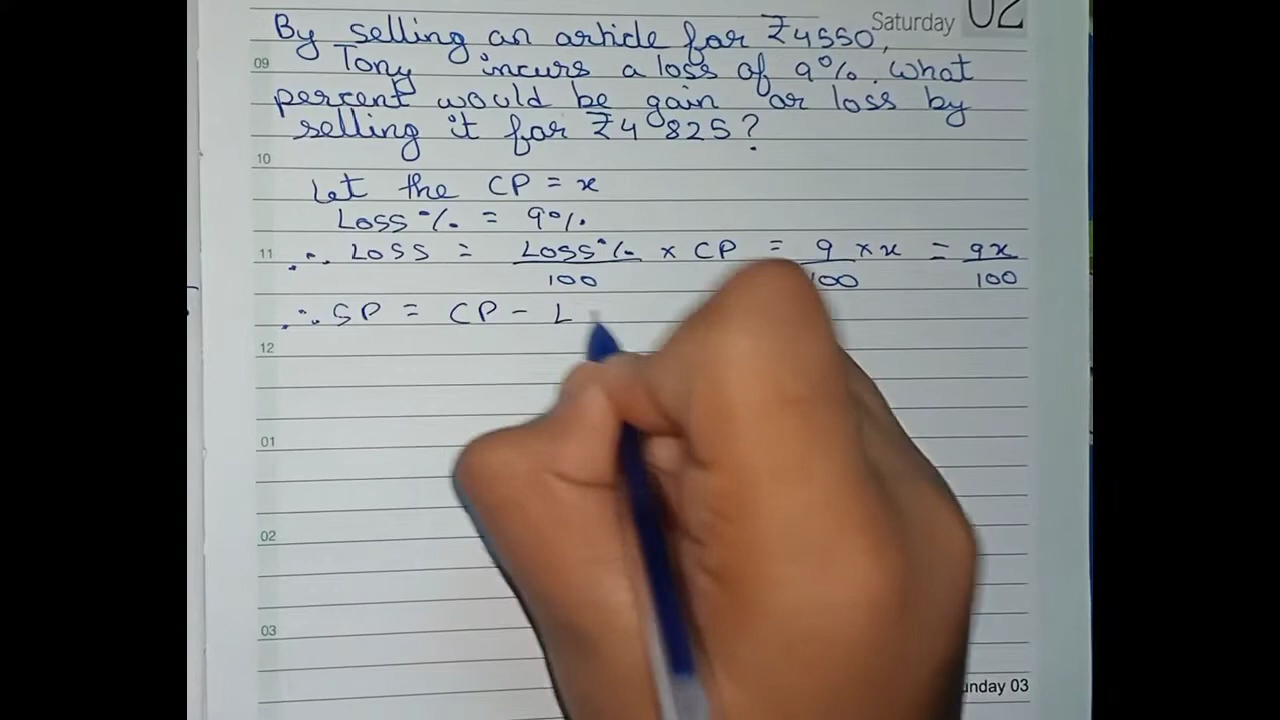 02
Saturday
By selling an article for ₹4550,
09
Tony incurs a loss of 9%. What
percent would be gain or loss by
selling it for ₹4825?
10
Let the CP = x
Loss % = 9%.
11
∴ Loss = Loss%/100 × CP = 9/100 × x = 9x/100
∴ SP = CP - L
12
01
02
03
unday 03